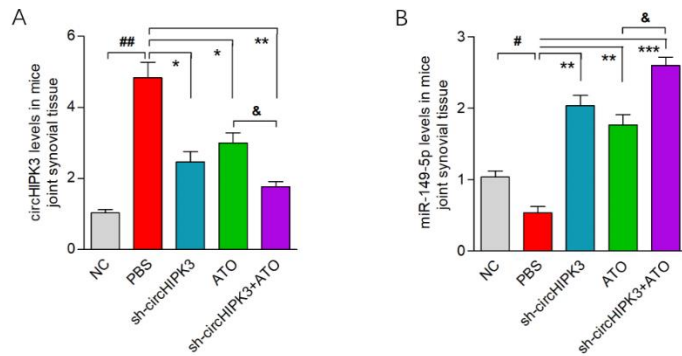 A
circHIPK3 levels in mice
joint synovial tissue
6
4
2
0
##
*
*
**
&
NC
PBS
sh-circHIPK3
ATO
sh-circHIPK3+ATO
B
miR-149-5p levels in mice
joint synovial tissue
3
2
1
0
#
**
**
***
&
NC
PBS
sh-circHIPK3
ATO
sh-circHIPK3+ATO